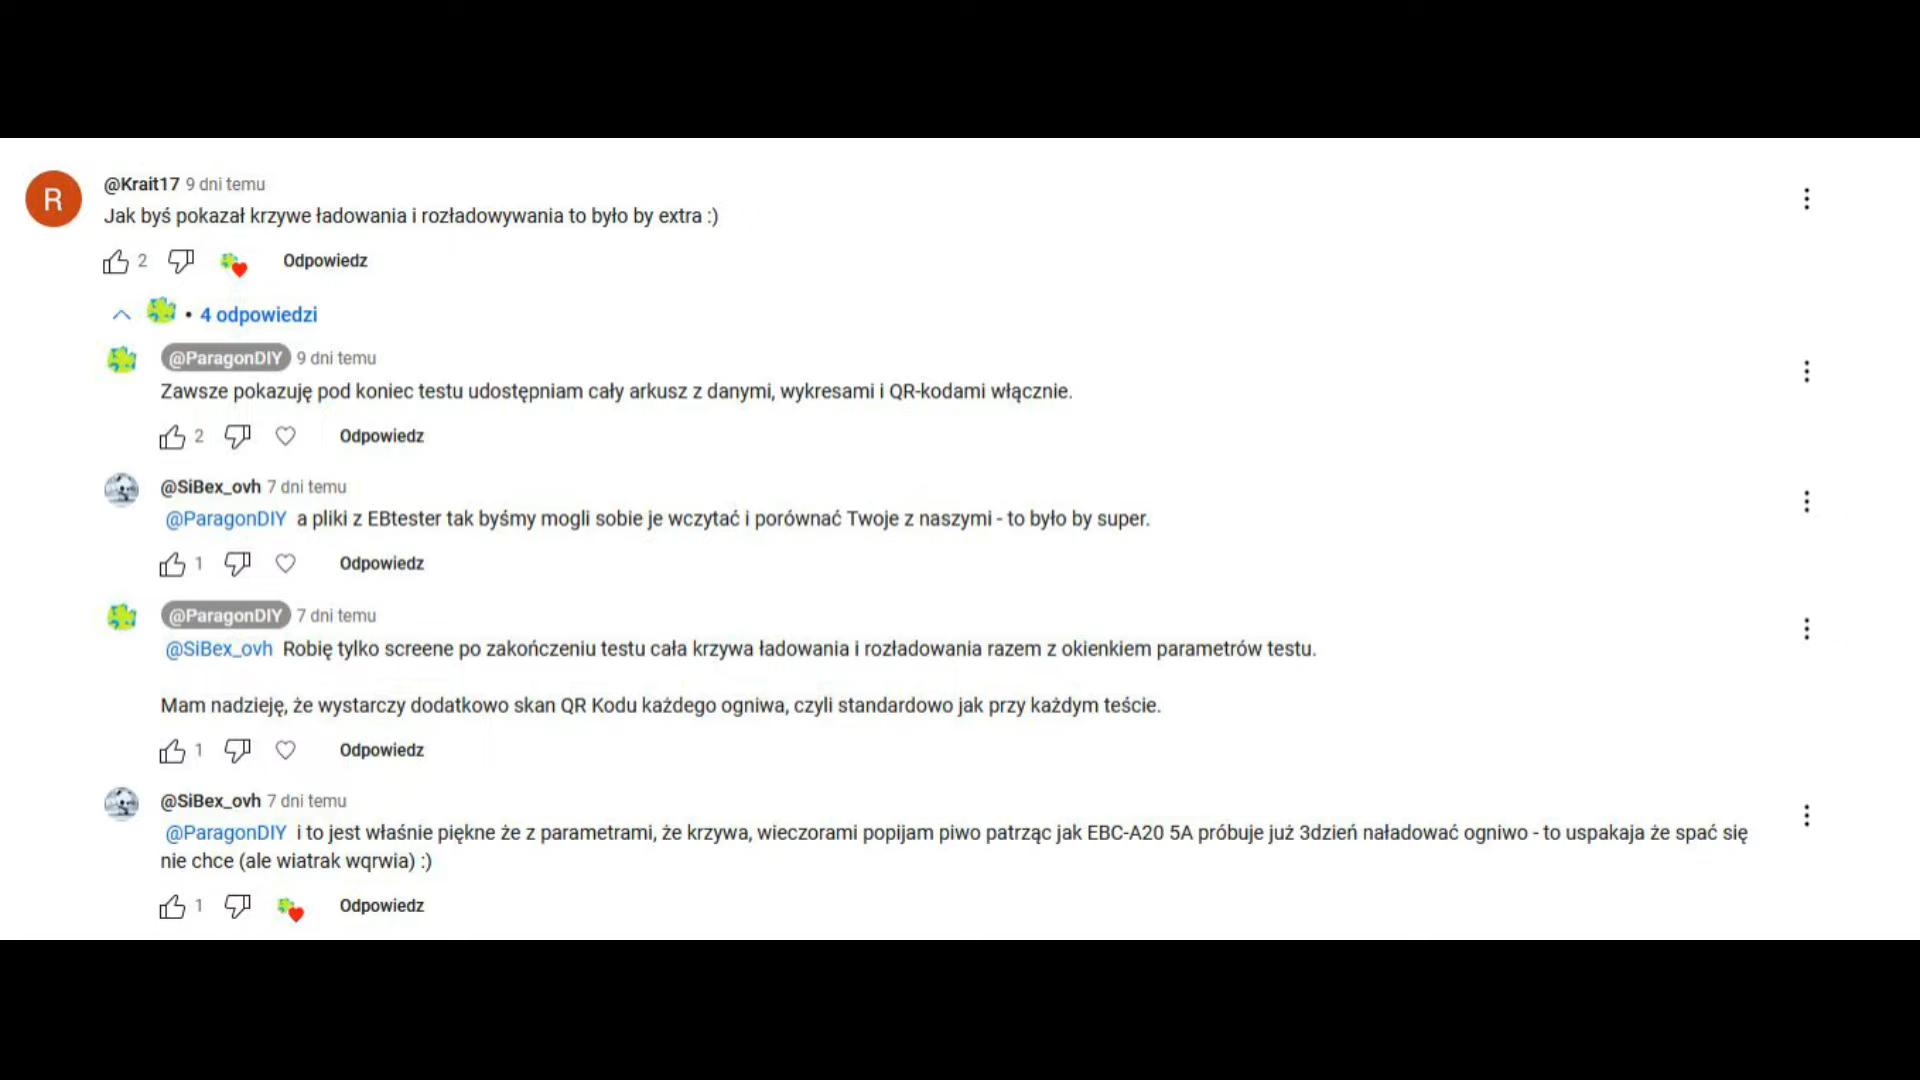 R
@Krait17 9 dni temu
Jak byś pokazał krzywe ładowania i rozładowywania to było by extra :)
2 Odpowiedz
• 4 odpowiedzi
@ParagonDIY 9 dni temu
Zawsze pokazuję pod koniec testu udostępniam cały arkusz z danymi, wykresami i QR-kodami włącznie.
2 Odpowiedz
@SiBex_ovh 7 dni temu
@ParagonDIY a pliki z EBtester tak byśmy mogli sobie je wczytać i porównać Twoje z naszymi - to było by super.
1 Odpowiedz
@ParagonDIY 7 dni temu
@SiBex_ovh Robię tylko screene po zakończeniu testu cała krzywa ładowania i rozładowania razem z okienkiem parametrów testu.
Mam nadzieję, że wystarczy dodatkowo skan QR Kodu każdego ogniwa, czyli standardowo jak przy każdym teście.
1 Odpowiedz
@SiBex_ovh 7 dni temu
@ParagonDIY i to jest właśnie piękne że z parametrami, że krzywa, wieczorami popijam piwo patrząc jak EBC-A20 5A próbuje już 3dzień naładować ogniwo - to uspakaja że spać się
nie chce (ale wiatrak wqrwia) :)
1 Odpowiedz